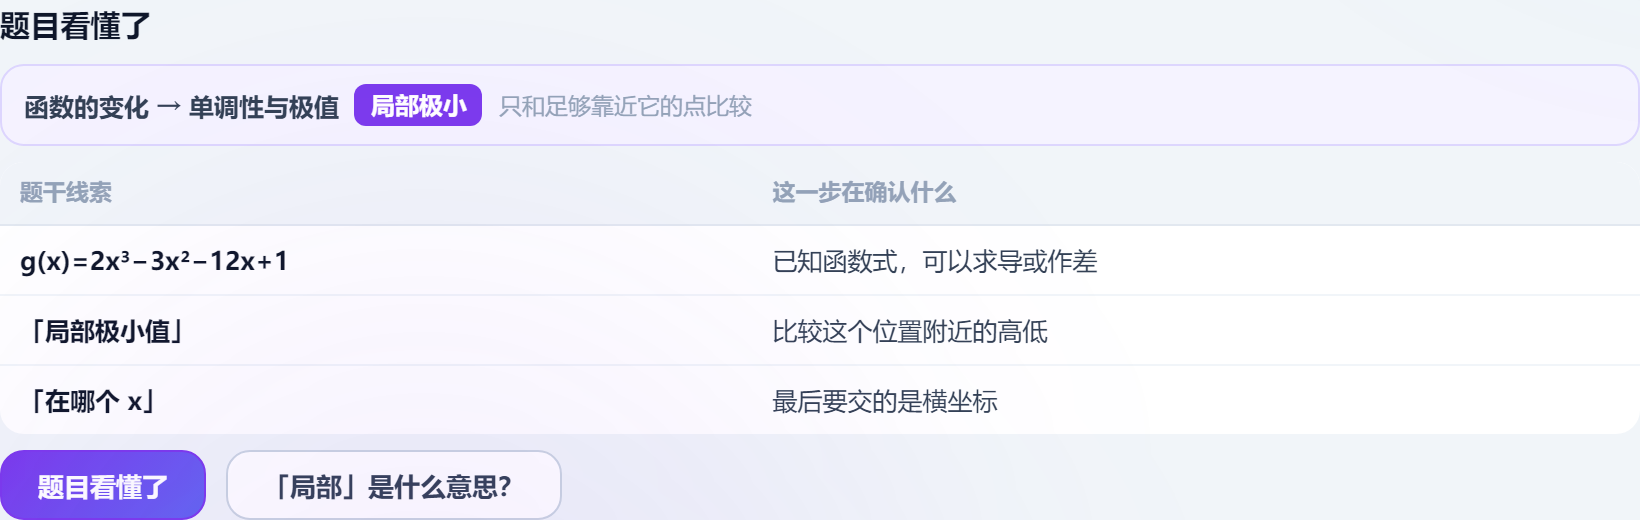 题目看懂了
函数的变化 → 单调性与极值 局部极小 只和足够靠近它的点比较
题干线索 这一步在确认什么
g(x)=2x³−3x²−12x+1 已知函数式，可以求导或作差
「局部极小值」 比较这个位置附近的高低
「在哪个 x」 最后要交的是横坐标
题目看懂了 「局部」是什么意思？